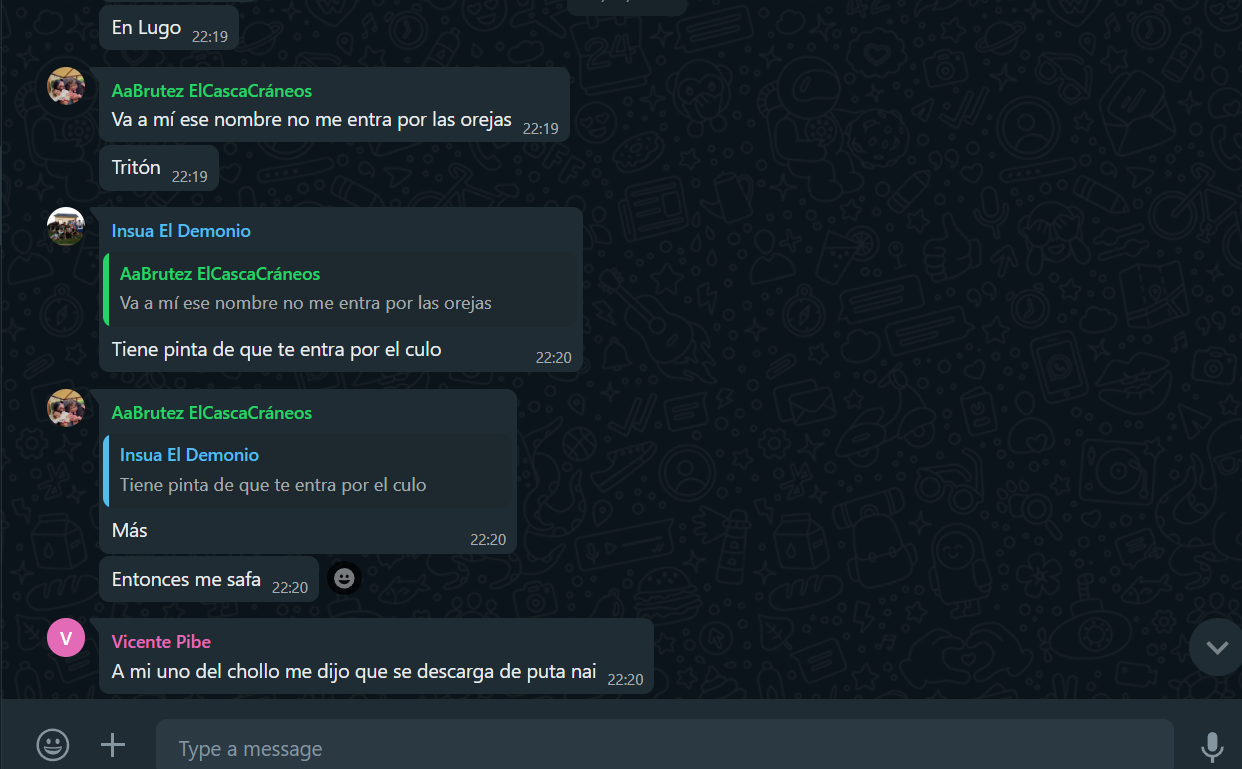 En Lugo 22:19
AaBrutez ElCascaCráneos
Va a mí ese nombre no me entra por las orejas 22:19
Tritón 22:19
Insua El Demonio
AaBrutez ElCascaCráneos
Va a mí ese nombre no me entra por las orejas
Tiene pinta de que te entra por el culo 22:20
AaBrutez ElCascaCráneos
Insua El Demonio
Tiene pinta de que te entra por el culo
Más 22:20
Entonces me safa 22:20
V
Vicente Pibe
A mi uno del chollo me dijo que se descarga de puta nai 22:20
Type a message